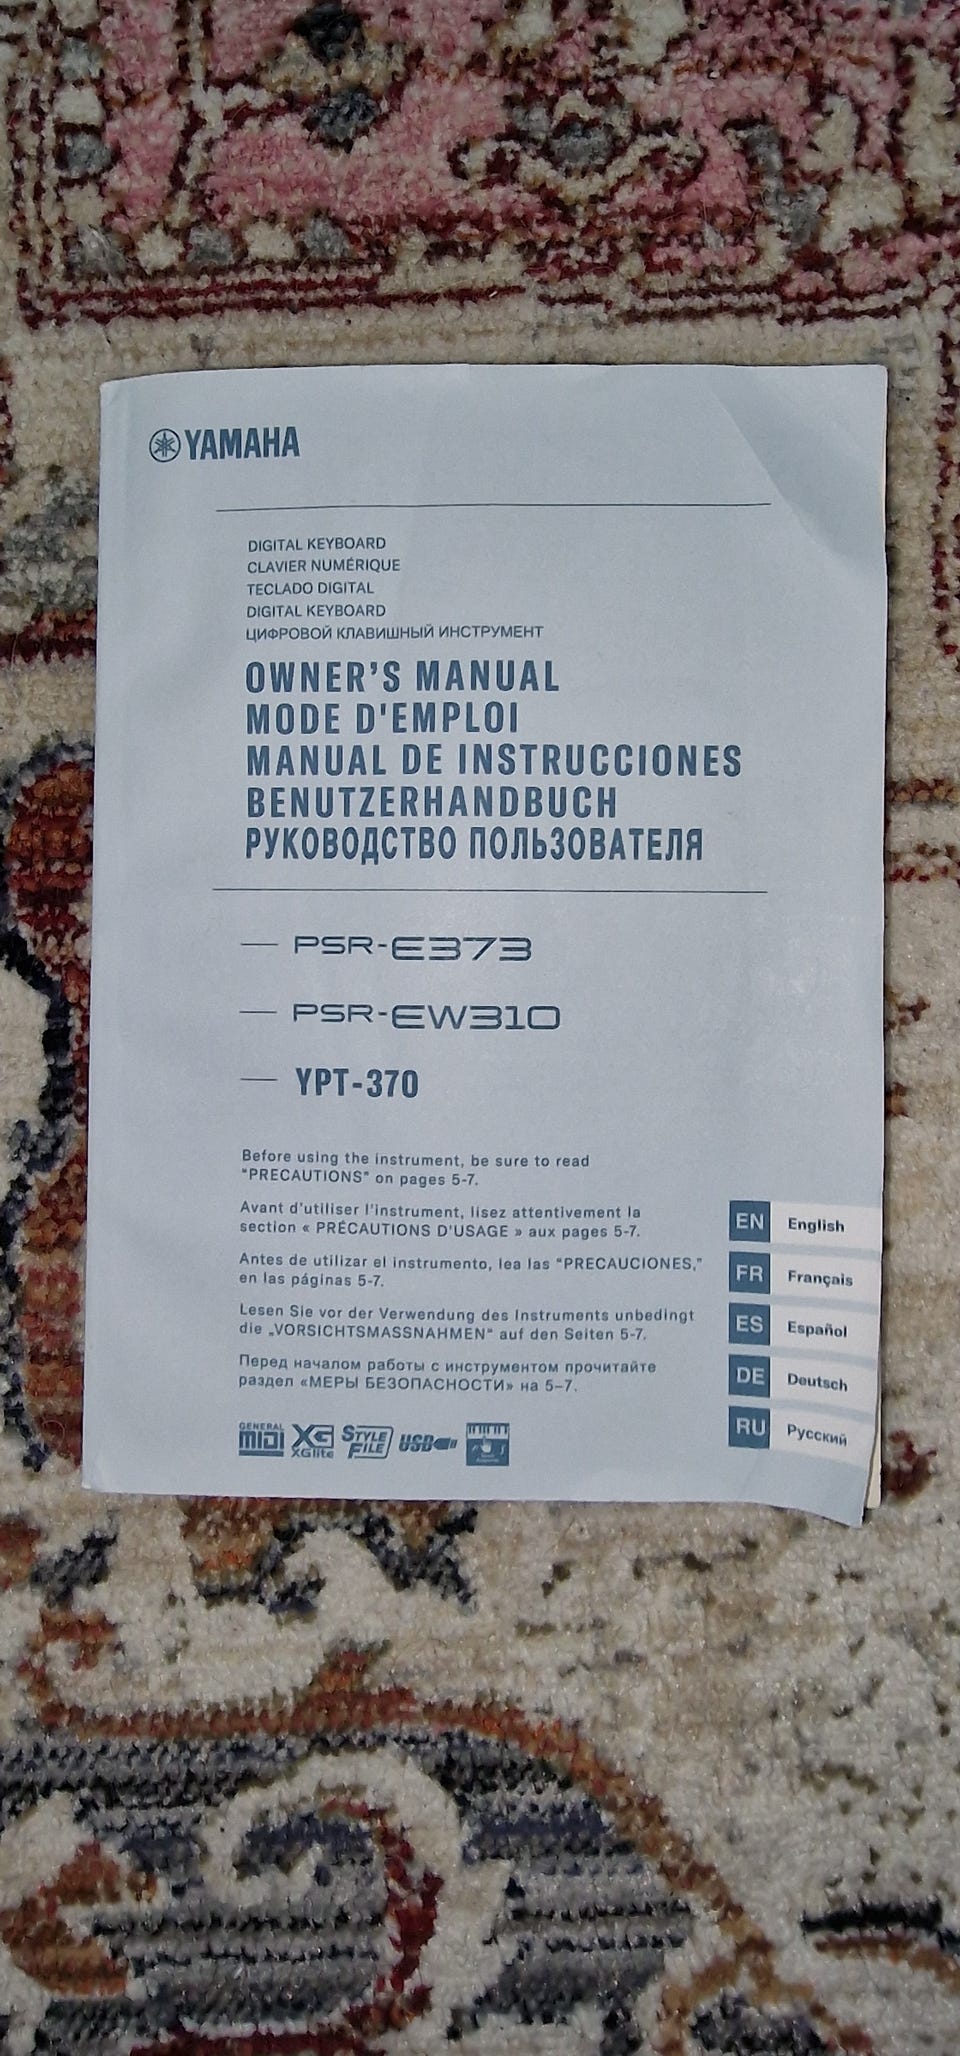 YAMAHA
DIGITAL KEYBOARD
CLAVIER NUMÉRIQUE
TECLADO DIGITAL
DIGITAL KEYBOARD
ЦИФРОВОЙ КЛАВИШНЫЙ ИНСТРУМЕНТ
OWNER'S MANUAL
MODE D'EMPLOI
MANUAL DE INSTRUCCIONES
BENUTZERHANDBUCH
РУКОВОДСТВО ПОЛЬЗОВАТЕЛЯ
— PSR-E373
— PSR-EW310
— YPT-370
Before using the instrument, be sure to read
"PRECAUTIONS" on pages 5-7.
Avant d'utiliser l'instrument, lisez attentivement la
section « PRÉCAUTIONS D'USAGE » aux pages 5-7.
Antes de utilizar el instrumento, lea las "PRECAUCIONES,"
en las páginas 5-7.
Lesen Sie vor der Verwendung des Instruments unbedingt
die „VORSICHTSMASSNAHMEN" auf den Seiten 5-7.
Перед началом работы с инструментом прочитайте
раздел «МЕРЫ БЕЗОПАСНОСТИ» на 5–7.
EN English
FR Français
ES Español
DE Deutsch
RU Русский
GENERAL
MIDI
XG
XGlite
STYLE
FILE
USB